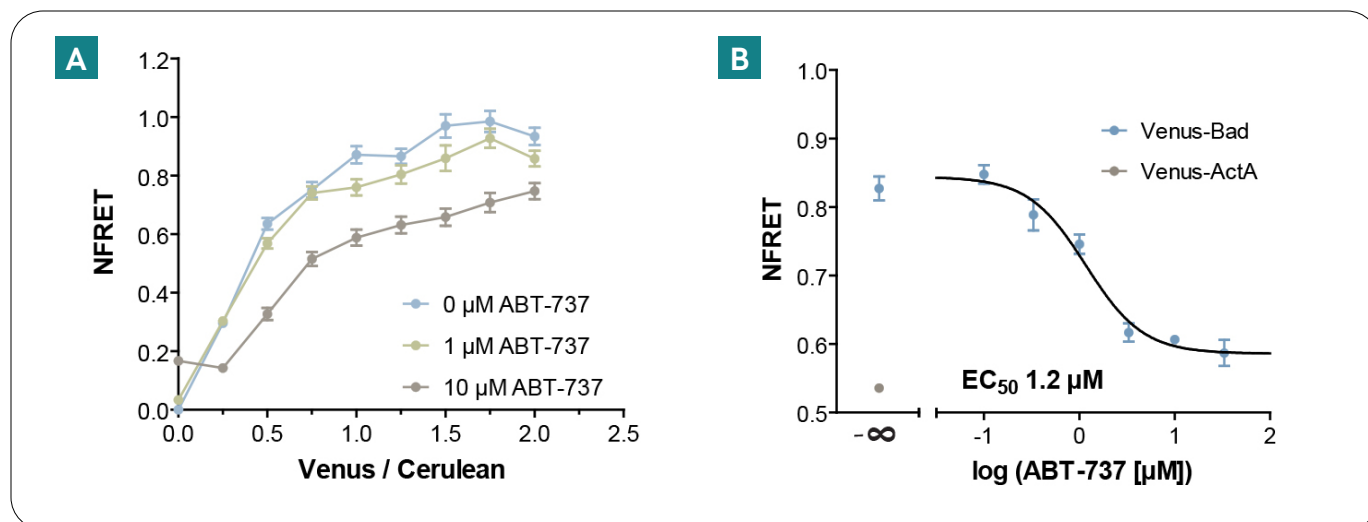 A
1.2
1.0
0.8
0.6
0.4
0.2
0.0
NFRET
0.0 0.5 1.0 1.5 2.0 2.5
Venus / Cerulean
0 µM ABT-737
1 µM ABT-737
10 µM ABT-737
B
1.0
0.9
0.8
0.7
0.6
0.5
NFRET
-∞ -1 0 1 2
log (ABT-737 [µM])
Venus-Bad
Venus-ActA
EC₅₀ 1.2 µM